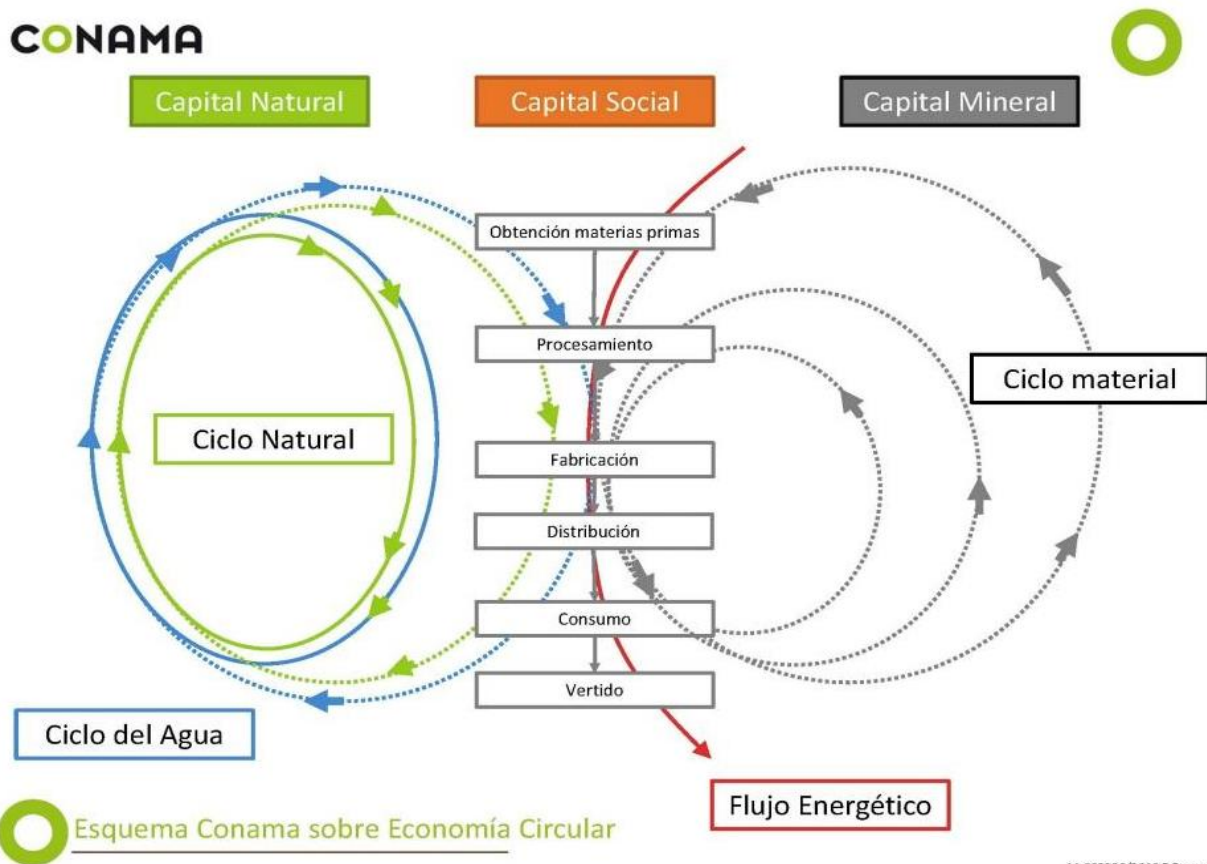 CONAMA
Capital Natural
Capital Social
Capital Mineral
Obtención materias primas
Procesamiento
Ciclo material
Ciclo Natural
Fabricación
Distribución
Consumo
Vertido
Ciclo del Agua
Flujo Energético
Esquema Conama sobre Economía Circular